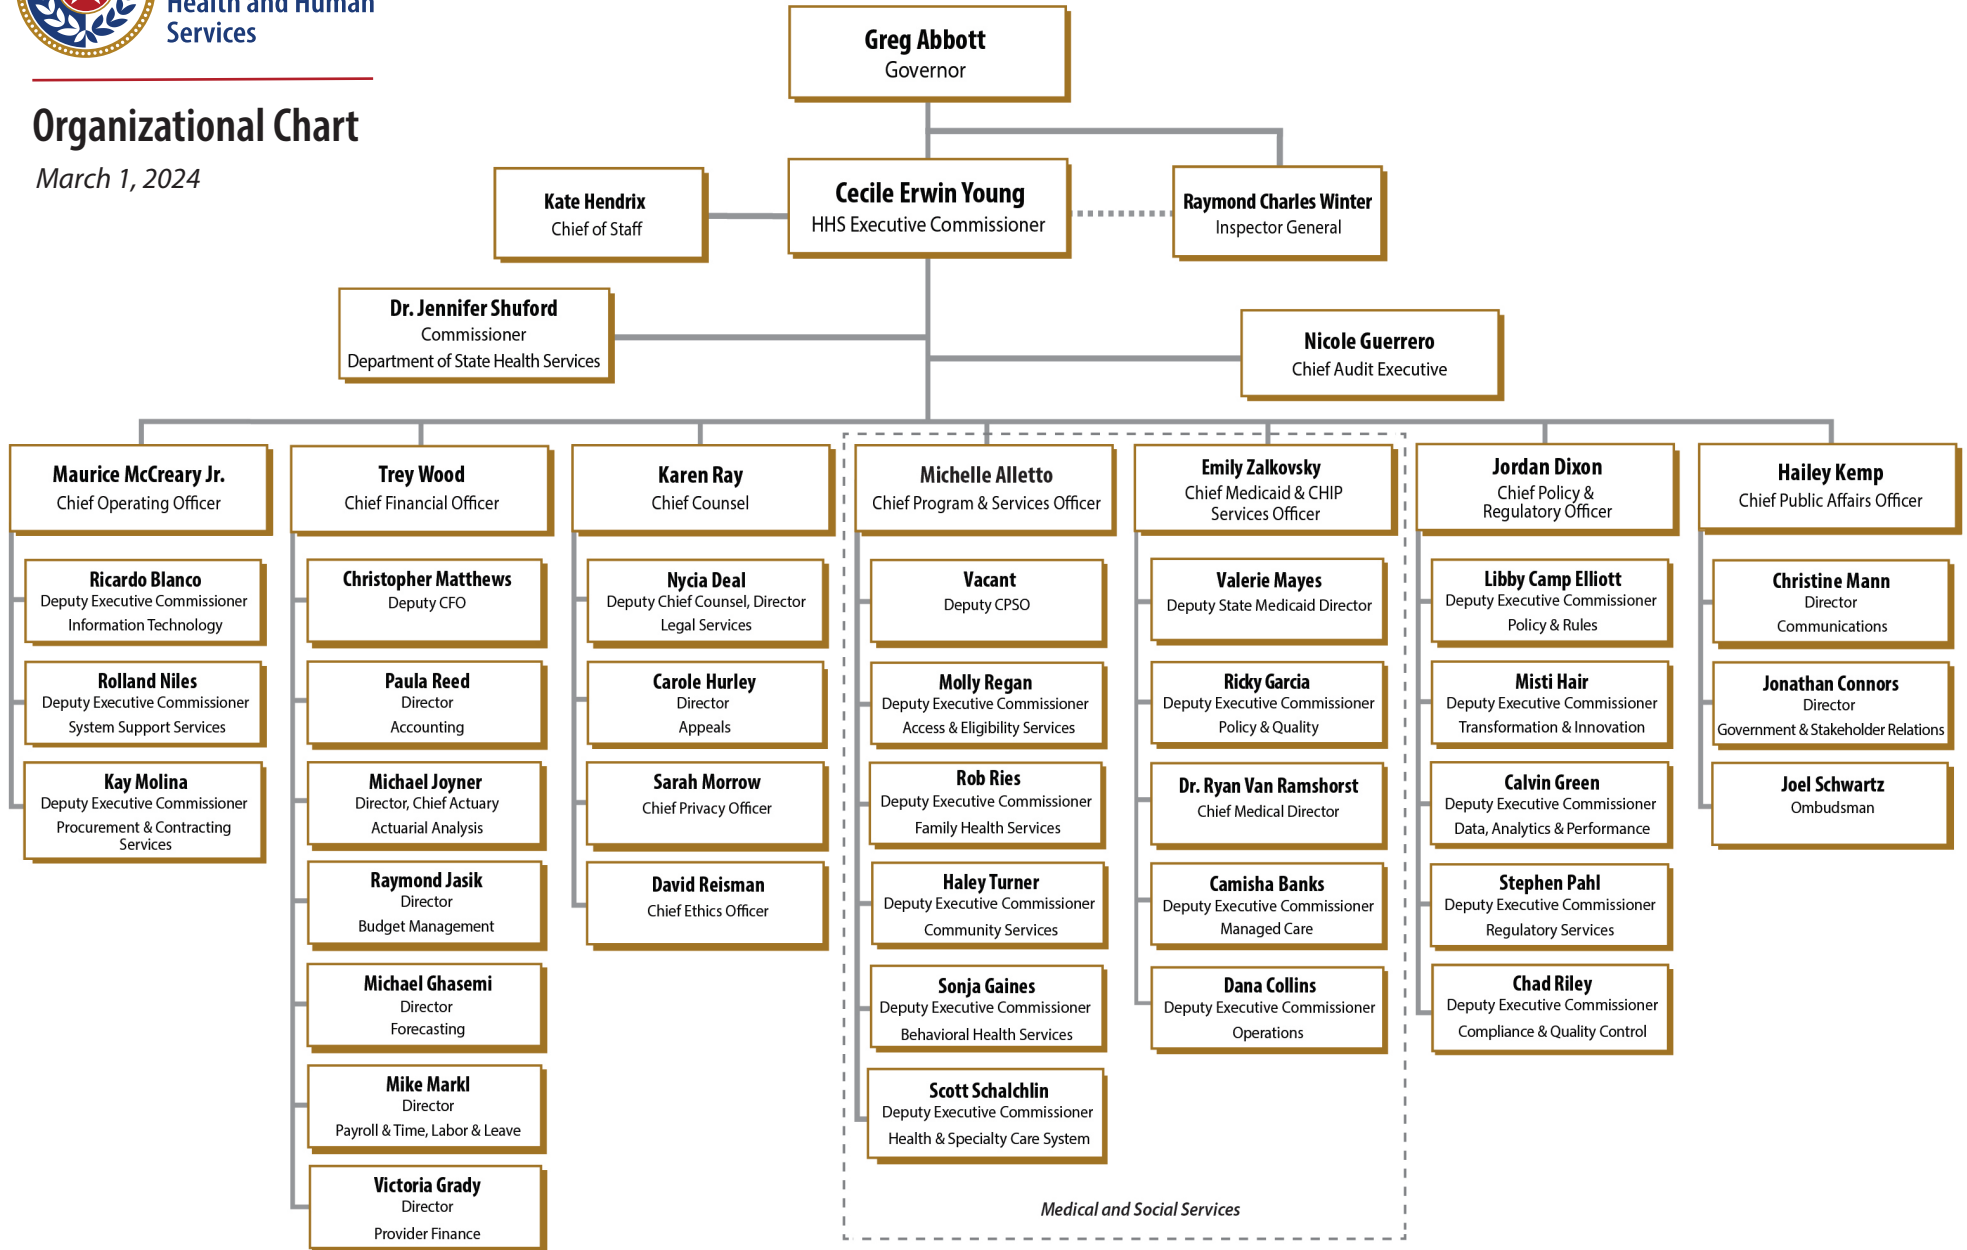 Health and Human
Services
Organizational Chart
March 1, 2024
Greg Abbott
Governor
Kate Hendrix
Chief of Staff
Cecile Erwin Young
HHS Executive Commissioner
Raymond Charles Winter
Inspector General
Dr. Jennifer Shuford
Commissioner
Department of State Health Services
Nicole Guerrero
Chief Audit Executive
Maurice McCreary Jr.
Chief Operating Officer
Ricardo Blanco
Deputy Executive Commissioner
Information Technology
Rolland Niles
Deputy Executive Commissioner
System Support Services
Kay Molina
Deputy Executive Commissioner
Procurement & Contracting
Services
Trey Wood
Chief Financial Officer
Christopher Matthews
Deputy CFO
Paula Reed
Director
Accounting
Michael Joyner
Director, Chief Actuary
Actuarial Analysis
Raymond Jasik
Director
Budget Management
Michael Ghasemi
Director
Forecasting
Mike Markl
Director
Payroll & Time, Labor & Leave
Victoria Grady
Director
Provider Finance
Karen Ray
Chief Counsel
Nycia Deal
Deputy Chief Counsel, Director
Legal Services
Carole Hurley
Director
Appeals
Sarah Morrow
Chief Privacy Officer
David Reisman
Chief Ethics Officer
Michelle Alletto
Chief Program & Services Officer
Vacant
Deputy CPSO
Molly Regan
Deputy Executive Commissioner
Access & Eligibility Services
Rob Ries
Deputy Executive Commissioner
Family Health Services
Haley Turner
Deputy Executive Commissioner
Community Services
Sonja Gaines
Deputy Executive Commissioner
Behavioral Health Services
Scott Schalchlin
Deputy Executive Commissioner
Health & Specialty Care System
Emily Zalkovsky
Chief Medicaid & CHIP
Services Officer
Valerie Mayes
Deputy State Medicaid Director
Ricky Garcia
Deputy Executive Commissioner
Policy & Quality
Dr. Ryan Van Ramshorst
Chief Medical Director
Camisha Banks
Deputy Executive Commissioner
Managed Care
Dana Collins
Deputy Executive Commissioner
Operations
Medical and Social Services
Jordan Dixon
Chief Policy &
Regulatory Officer
Libby Camp Elliott
Deputy Executive Commissioner
Policy & Rules
Misti Hair
Deputy Executive Commissioner
Transformation & Innovation
Calvin Green
Deputy Executive Commissioner
Data, Analytics & Performance
Stephen Pahl
Deputy Executive Commissioner
Regulatory Services
Chad Riley
Deputy Executive Commissioner
Compliance & Quality Control
Hailey Kemp
Chief Public Affairs Officer
Christine Mann
Director
Communications
Jonathan Connors
Director
Government & Stakeholder Relations
Joel Schwartz
Ombudsman